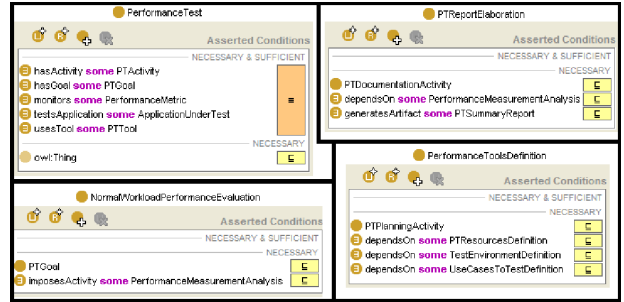 PerformanceTest
Asserted Conditions
NECESSARY & SUFFICIENT
hasActivity some PTActivity
hasGoal some PTGoal
monitors some PerformanceMetric
testsApplication some ApplicationUnderTest
usesTool some PTTool
≡
NECESSARY
owl:Thing ⊑
PTReportElaboration
Asserted Conditions
NECESSARY & SUFFICIENT
NECESSARY
PTDocumentationActivity ⊑
dependsOn some PerformanceMeasurementAnalysis ⊑
generatesArtifact some PTSummaryReport ⊑
NormalWorkloadPerformanceEvaluation
Asserted Conditions
NECESSARY & SUFFICIENT
NECESSARY
PTGoal ⊑
imposesActivity some PerformanceMeasurementAnalysis ⊑
PerformanceToolsDefinition
Asserted Conditions
NECESSARY & SUFFICIENT
NECESSARY
PTPlanningActivity ⊑
dependsOn some PTResourcesDefinition ⊑
dependsOn some TestEnvironmentDefinition ⊑
dependsOn some UseCasesToTestDefinition ⊑